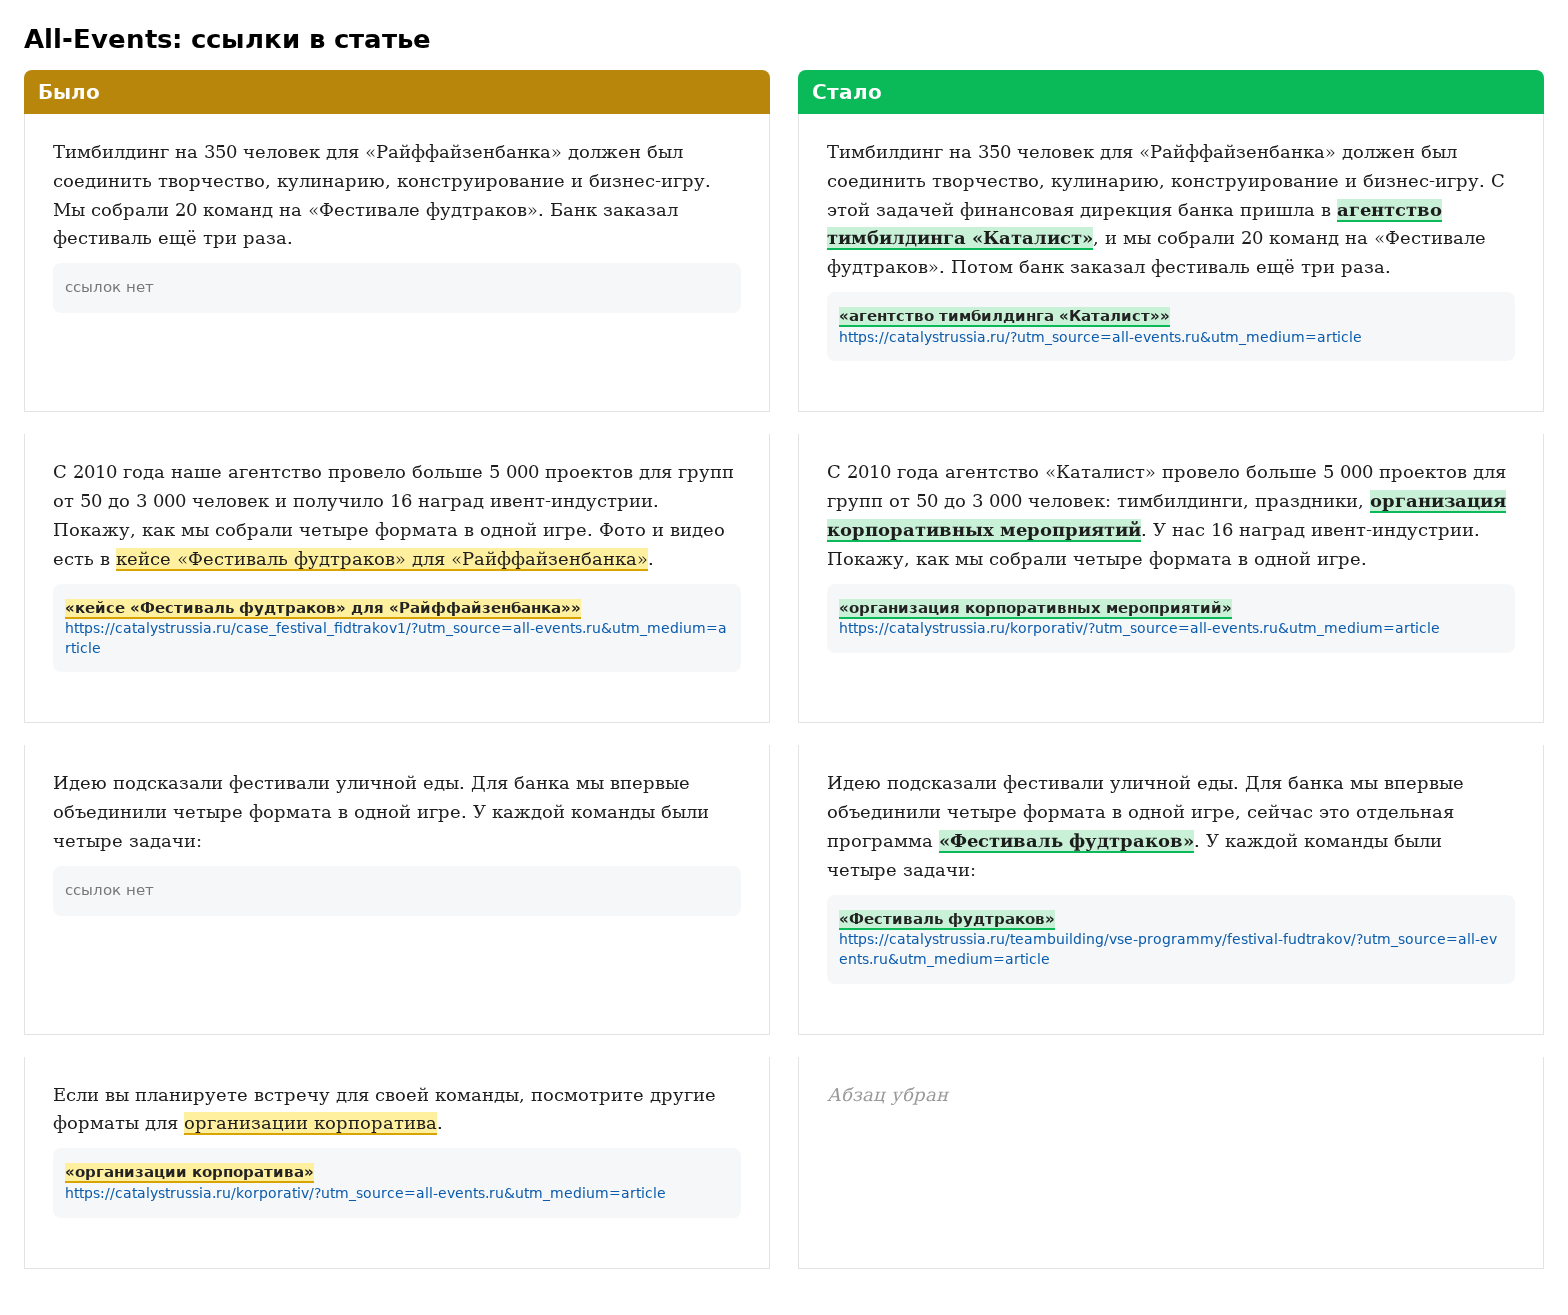 All-Events: ссылки в статье
Было
Тимбилдинг на 350 человек для «Райффайзенбанка» должен был
соединить творчество, кулинарию, конструирование и бизнес-игру.
Мы собрали 20 команд на «Фестивале фудтраков». Банк заказал
фестиваль ещё три раза.
ссылок нет
Стало
Тимбилдинг на 350 человек для «Райффайзенбанка» должен был
соединить творчество, кулинарию, конструирование и бизнес-игру. С
этой задачей финансовая дирекция банка пришла в агентство
тимбилдинга «Каталист», и мы собрали 20 команд на «Фестивале
фудтраков». Потом банк заказал фестиваль ещё три раза.
«агентство тимбилдинга «Каталист»»
https://catalystrussia.ru/?utm_source=all-events.ru&utm_medium=article
С 2010 года наше агентство провело больше 5 000 проектов для групп
от 50 до 3 000 человек и получило 16 наград ивент-индустрии.
Покажу, как мы собрали четыре формата в одной игре. Фото и видео
есть в кейсе «Фестиваль фудтраков» для «Райффайзенбанка».
«кейсе «Фестиваль фудтраков» для «Райффайзенбанка»»
https://catalystrussia.ru/case_festival_fidtrakov1/?utm_source=all-events.ru&utm_medium=a
rticle
С 2010 года агентство «Каталист» провело больше 5 000 проектов для
групп от 50 до 3 000 человек: тимбилдинги, праздники, организация
корпоративных мероприятий. У нас 16 наград ивент-индустрии.
Покажу, как мы собрали четыре формата в одной игре.
«организация корпоративных мероприятий»
https://catalystrussia.ru/korporativ/?utm_source=all-events.ru&utm_medium=article
Идею подсказали фестивали уличной еды. Для банка мы впервые
объединили четыре формата в одной игре. У каждой команды были
четыре задачи:
ссылок нет
Идею подсказали фестивали уличной еды. Для банка мы впервые
объединили четыре формата в одной игре, сейчас это отдельная
программа «Фестиваль фудтраков». У каждой команды были
четыре задачи:
«Фестиваль фудтраков»
https://catalystrussia.ru/teambuilding/vse-programmy/festival-fudtrakov/?utm_source=all-ev
ents.ru&utm_medium=article
Если вы планируете встречу для своей команды, посмотрите другие
форматы для организации корпоратива.
«организации корпоратива»
https://catalystrussia.ru/korporativ/?utm_source=all-events.ru&utm_medium=article
Абзац убран